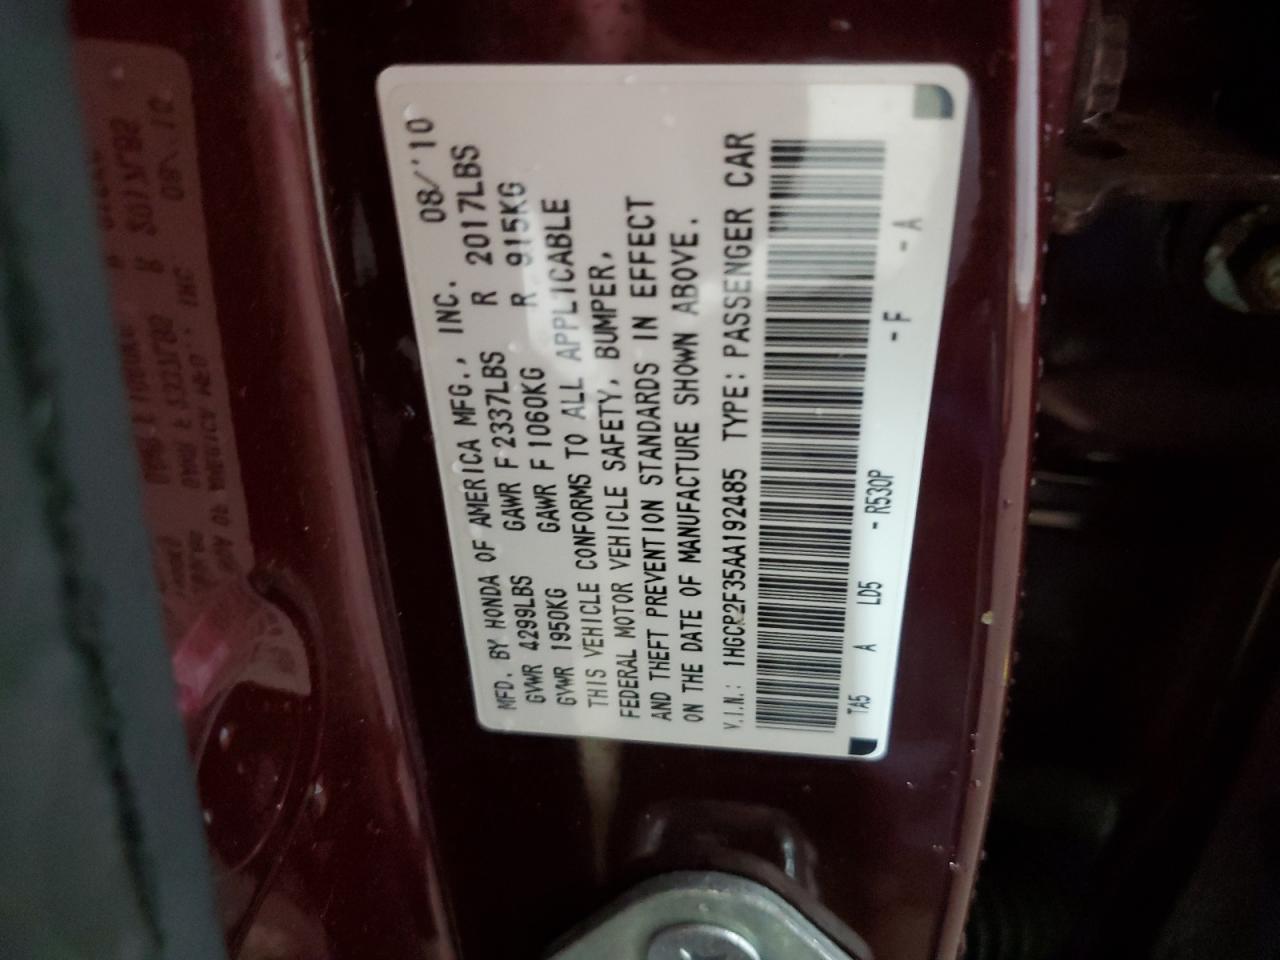 MFD. BY HONDA OF AMERICA MFG., INC. 08/'10
GVWR 4299LBS GAWR F 2337LBS R 2017LBS
GVWR 1950KG GAWR F 1060KG R 915KG
THIS VEHICLE CONFORMS TO ALL APPLICABLE
FEDERAL MOTOR VEHICLE SAFETY, BUMPER,
AND THEFT PREVENTION STANDARDS IN EFFECT
ON THE DATE OF MANUFACTURE SHOWN ABOVE.
V.I.N.: 1HGCP2F35AA192485 TYPE: PASSENGER CAR
TA5 A LD5 - R530P - F - A